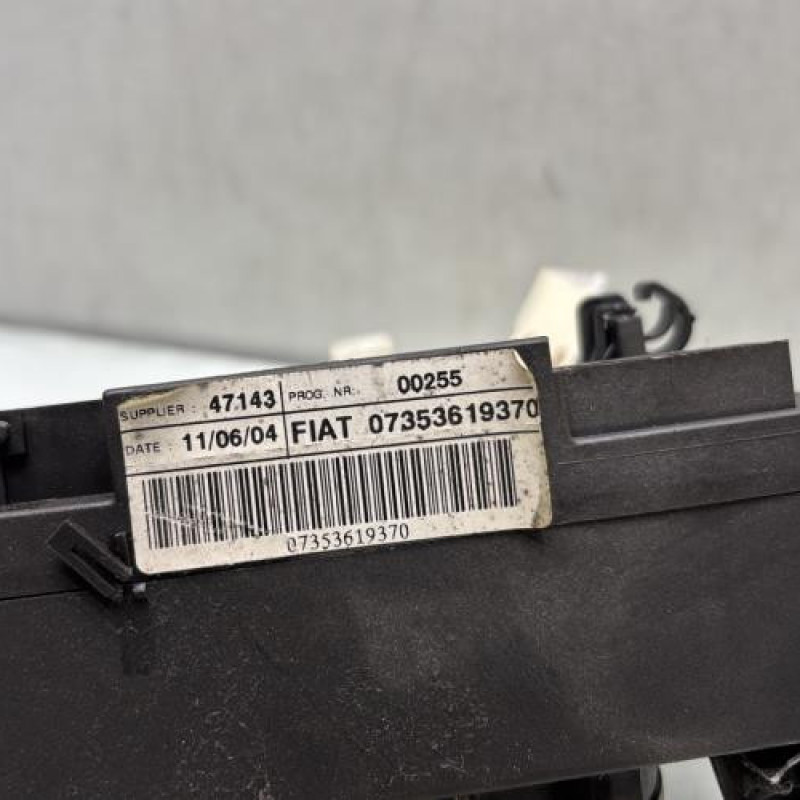 SUPPLIER : 47143 PROG. NR: 00255
DATE : 11/06/04 FIAT 07353619370
07353619370